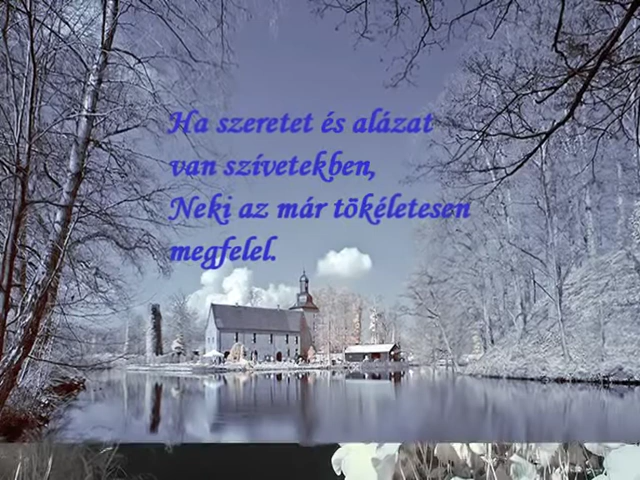 Ha szeretet és alázat
van szívetekben,
Neki az már tökéletesen
megfelel.